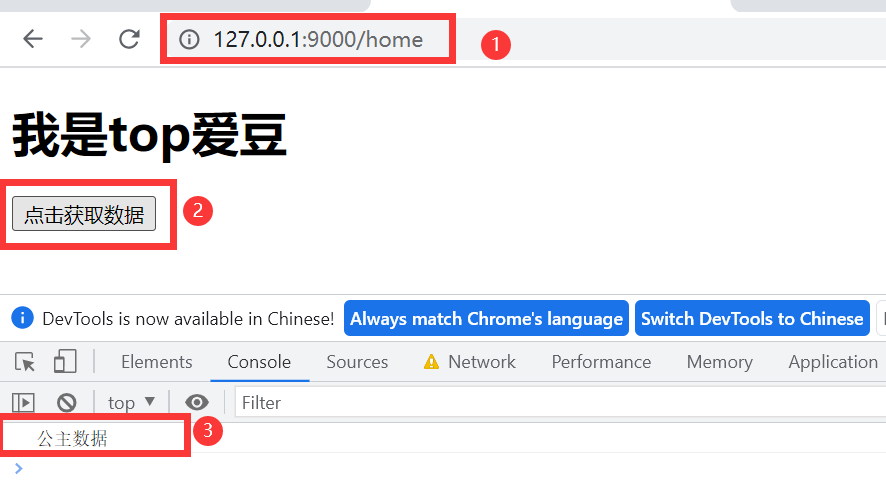 127.0.0.1:9000/home
1
我是top爱豆
点击获取数据
2
DevTools is now available in Chinese! Always match Chrome's language Switch DevTools to Chinese
Elements Console Sources Network Performance Memory Application
top Filter
公主数据
3